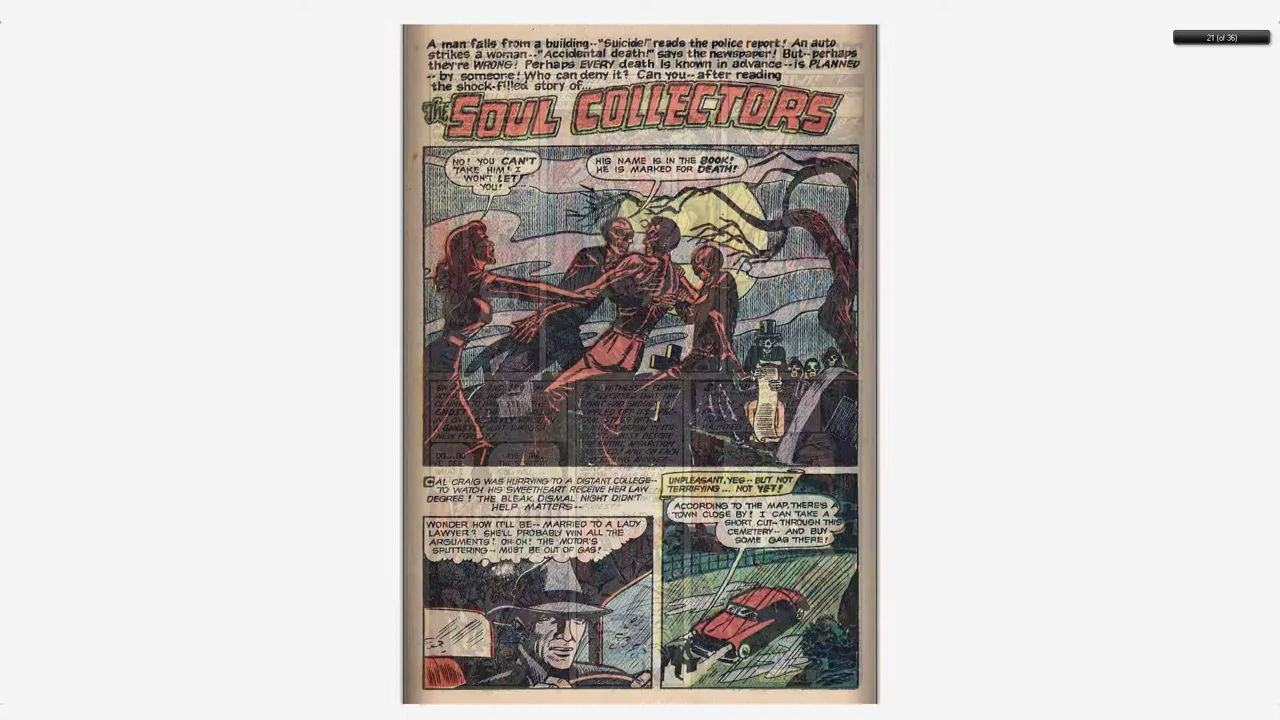 21 (of 36)
A man falls from a building--"Suicide!" reads the police report! An auto
strikes a woman--"Accidental death!" says the newspaper! But--perhaps
they're WRONG! Perhaps EVERY death is known in advance--is PLANNED
--by someone! Who can deny it? Can you--after reading
the shock-filled story of...
The SOUL COLLECTORS
NO! YOU CAN'T
TAKE HIM! I
WON'T LET
YOU!
HIS NAME IS IN THE BOOK!
HE IS MARKED FOR DEATH!
CAL CRAIG WAS HURRYING TO A DISTANT COLLEGE--
TO WATCH HIS SWEETHEART RECEIVE HER LAW
DEGREE! THE BLEAK, DISMAL NIGHT DIDN'T
HELP MATTERS--
WONDER HOW IT'LL BE-- MARRIED TO A LADY
LAWYER? SHE'LL PROBABLY WIN ALL THE
ARGUMENTS! OH-OH! THE MOTOR'S
SPUTTERING-- MUST BE OUT OF GAS!
UNPLEASANT, YES-- BUT NOT
TERRIFYING... NOT YET!
ACCORDING TO THE MAP, THERE'S A
TOWN CLOSE BY! I CAN TAKE A
SHORT CUT-- THROUGH THIS
CEMETERY-- AND BUY
SOME GAS THERE!